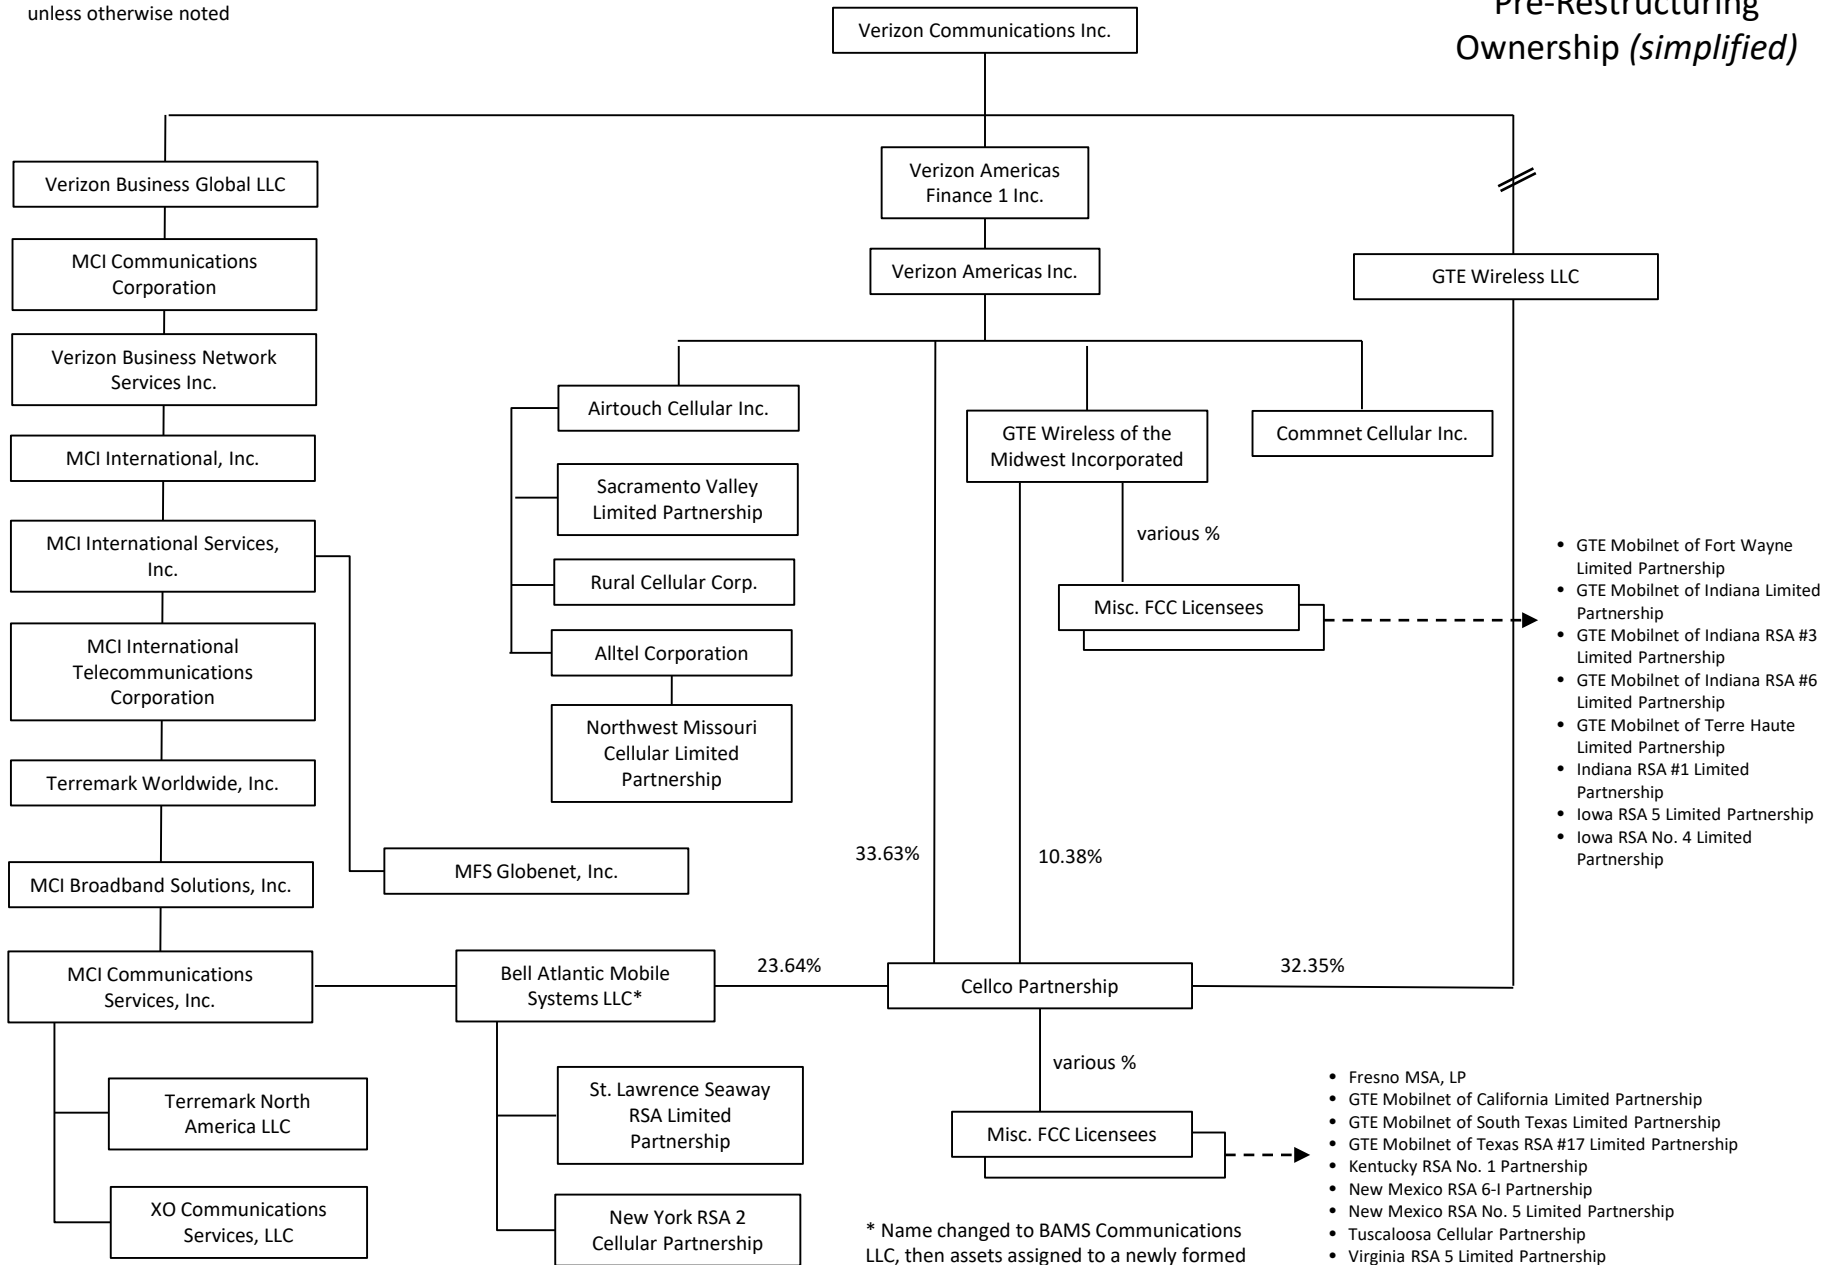 unless otherwise noted
Pre-Restructuring
Ownership (simplified)
Verizon Communications Inc.
Verizon Business Global LLC
Verizon Americas
Finance 1 Inc.
MCI Communications
Corporation
Verizon Americas Inc.
GTE Wireless LLC
Verizon Business Network
Services Inc.
Airtouch Cellular Inc.
GTE Wireless of the
Midwest Incorporated
Commnet Cellular Inc.
MCI International, Inc.
Sacramento Valley
Limited Partnership
MCI International Services,
Inc.
various %
Rural Cellular Corp.
Misc. FCC Licensees
• GTE Mobilnet of Fort Wayne
Limited Partnership
• GTE Mobilnet of Indiana Limited
Partnership
• GTE Mobilnet of Indiana RSA #3
Limited Partnership
• GTE Mobilnet of Indiana RSA #6
Limited Partnership
• GTE Mobilnet of Terre Haute
Limited Partnership
• Indiana RSA #1 Limited
Partnership
• Iowa RSA 5 Limited Partnership
• Iowa RSA No. 4 Limited
Partnership
MCI International
Telecommunications
Corporation
Alltel Corporation
Northwest Missouri
Cellular Limited
Partnership
Terremark Worldwide, Inc.
33.63%
10.38%
MCI Broadband Solutions, Inc.
MFS Globenet, Inc.
MCI Communications
Services, Inc.
Bell Atlantic Mobile
Systems LLC*
23.64%
Cellco Partnership
32.35%
various %
Terremark North
America LLC
St. Lawrence Seaway
RSA Limited
Partnership
Misc. FCC Licensees
• Fresno MSA, LP
• GTE Mobilnet of California Limited Partnership
• GTE Mobilnet of South Texas Limited Partnership
• GTE Mobilnet of Texas RSA #17 Limited Partnership
• Kentucky RSA No. 1 Partnership
• New Mexico RSA 6-I Partnership
• New Mexico RSA No. 5 Limited Partnership
• Tuscaloosa Cellular Partnership
• Virginia RSA 5 Limited Partnership
XO Communications
Services, LLC
New York RSA 2
Cellular Partnership
* Name changed to BAMS Communications
LLC, then assets assigned to a newly formed